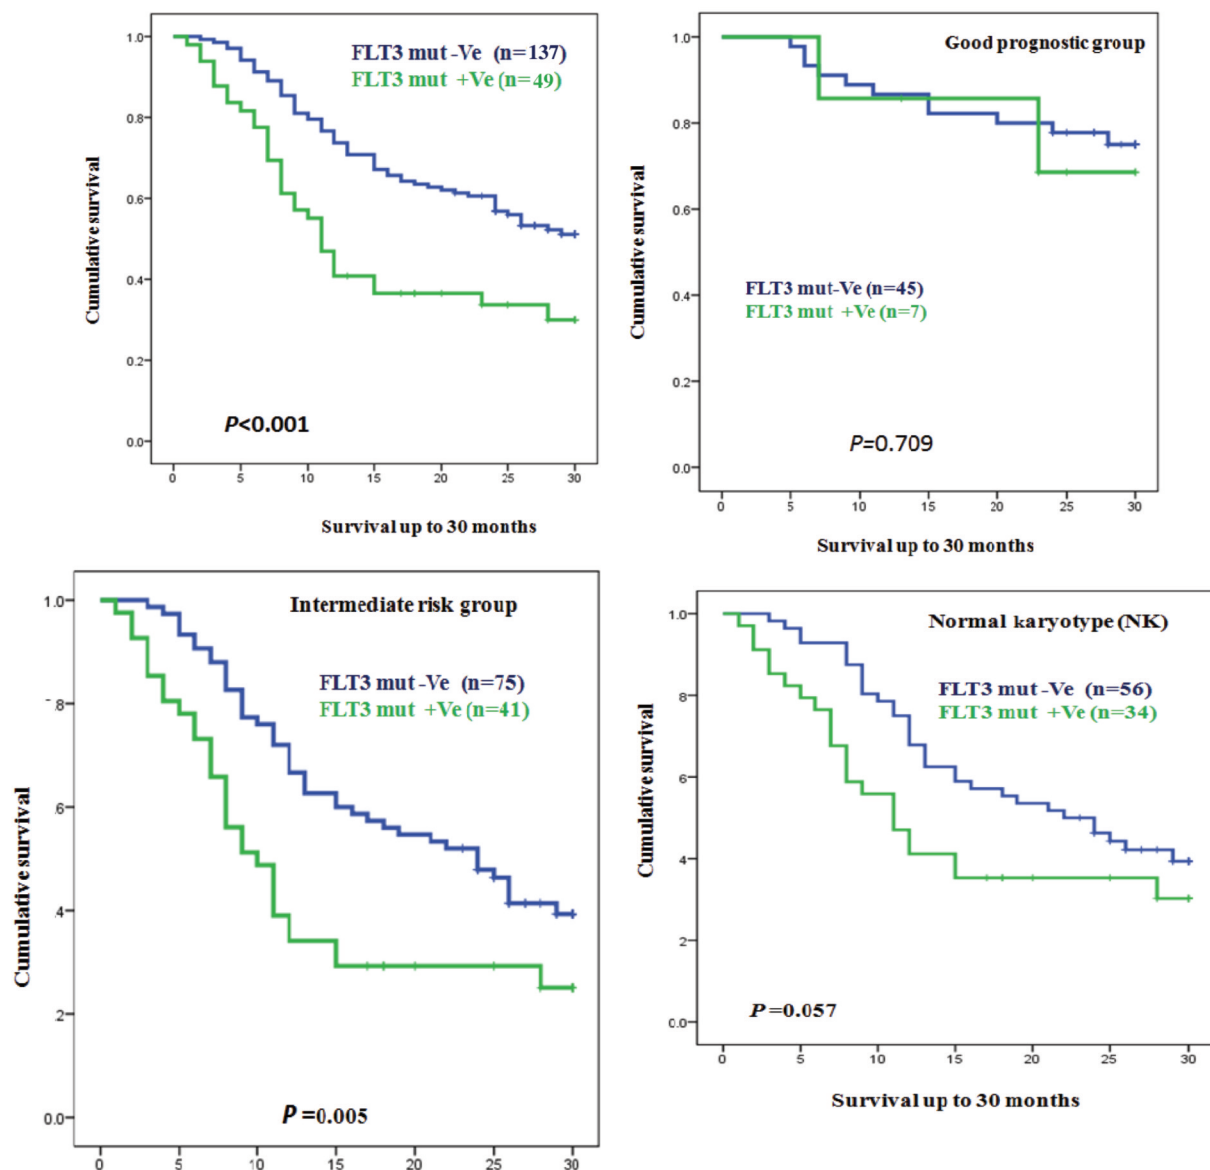 FLT3 mut -Ve (n=137)
FLT3 mut +Ve (n=49)
Cumulative survival
1.0
0.8
0.6
0.4
0.2
0.0
P<0.001
0 5 10 15 20 25 30
Survival up to 30 months
Good prognostic group
Cumulative survival
1.0
0.8
0.6
0.4
0.2
0.0
FLT3 mut-Ve (n=45)
FLT3 mut +Ve (n=7)
P=0.709
0 5 10 15 20 25 30
Survival up to 30 months
Intermediate risk group
FLT3 mut -Ve (n=75)
FLT3 mut +Ve (n=41)
Cumulative survival
1.0
.8
.6
.4
.2
0.0
P =0.005
0 5 10 15 20 25 30
Normal karyotype (NK)
FLT3 mut -Ve (n=56)
FLT3 mut +Ve (n=34)
Cumulative survival
1.0
.8
.6
.4
.2
0.0
P =0.057
0 5 10 15 20 25 30
Survival up to 30 months